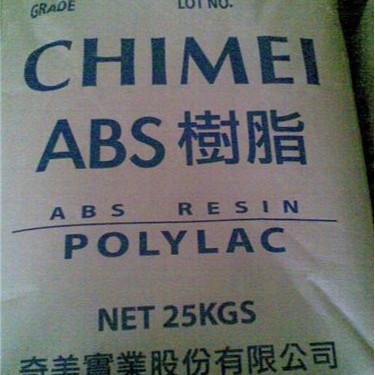 GRADE LOT NO.
CHIMEI
ABS 樹脂
ABS RESIN
POLYLAC
NET 25KGS
奇美實業股份有限公司